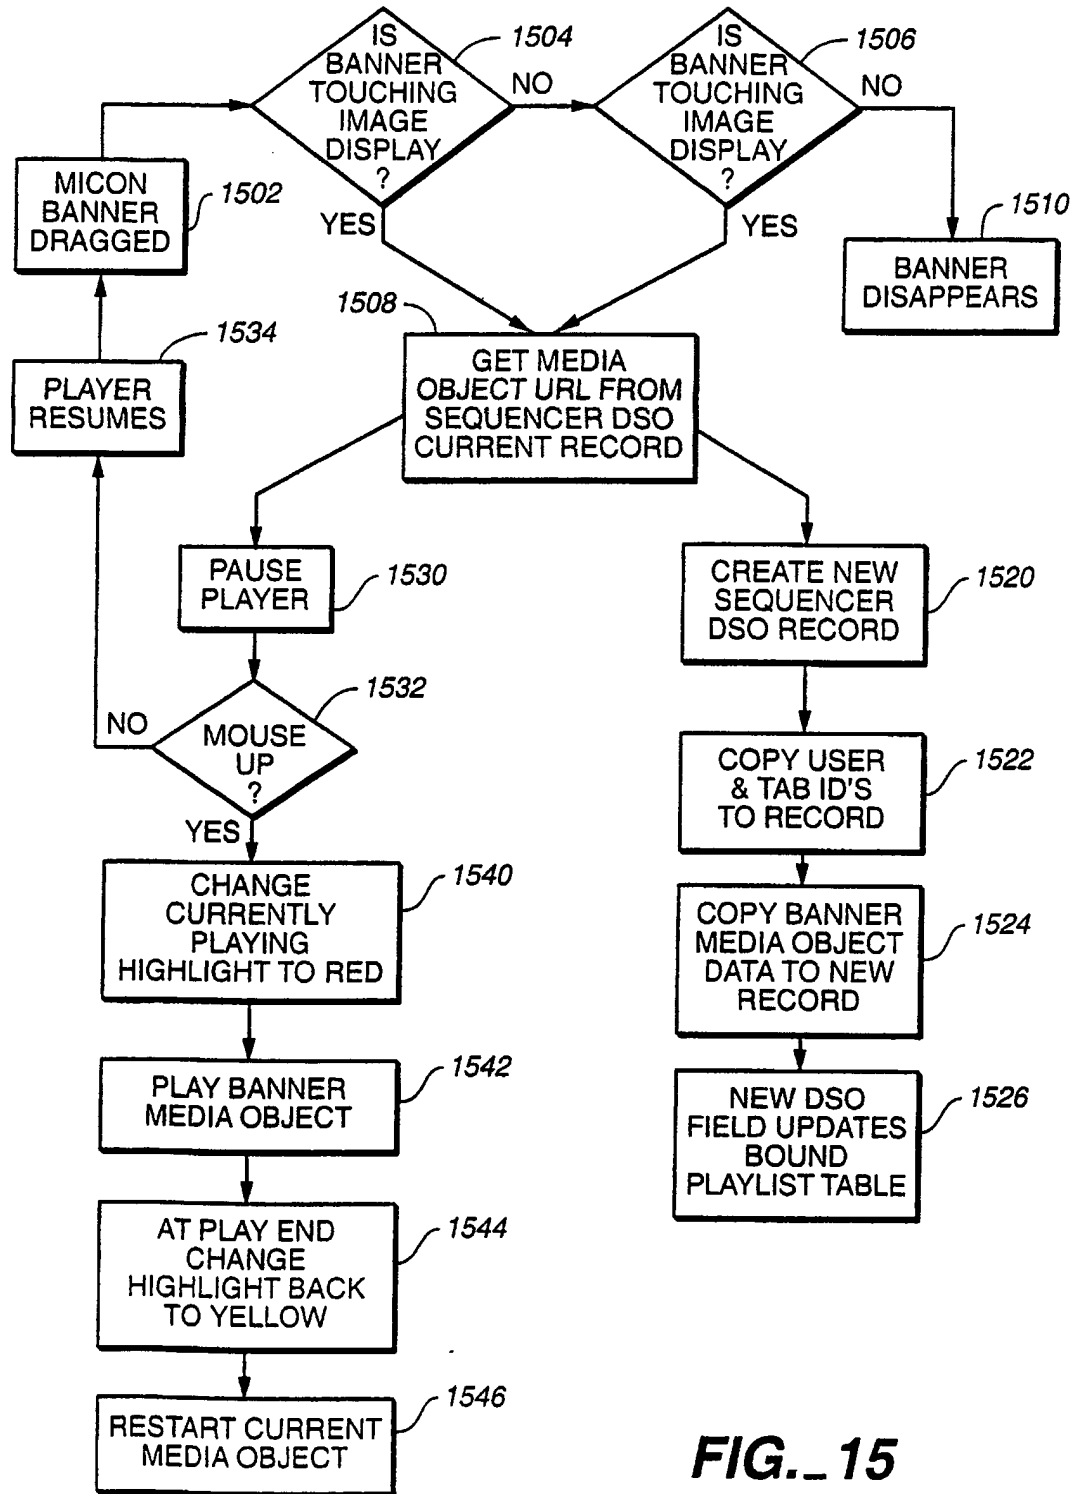 IS
BANNER
TOUCHING
IMAGE
DISPLAY
?
1504
NO
YES
IS
BANNER
TOUCHING
IMAGE
DISPLAY
?
1506
NO
YES
MICON
BANNER
DRAGGED
1502
1510
BANNER
DISAPPEARS
1508
GET MEDIA
OBJECT URL FROM
SEQUENCER DSO
CURRENT RECORD
1534
PLAYER
RESUMES
PAUSE
PLAYER
1530
CREATE NEW
SEQUENCER
DSO RECORD
1520
MOUSE
UP
?
1532
NO
YES
COPY USER
& TAB ID'S
TO RECORD
1522
CHANGE
CURRENTLY
PLAYING
HIGHLIGHT TO RED
1540
COPY BANNER
MEDIA OBJECT
DATA TO NEW
RECORD
1524
PLAY BANNER
MEDIA OBJECT
1542
NEW DSO
FIELD UPDATES
BOUND
PLAYLIST TABLE
1526
AT PLAY END
CHANGE
HIGHLIGHT BACK
TO YELLOW
1544
RESTART CURRENT
MEDIA OBJECT
1546
FIG._15